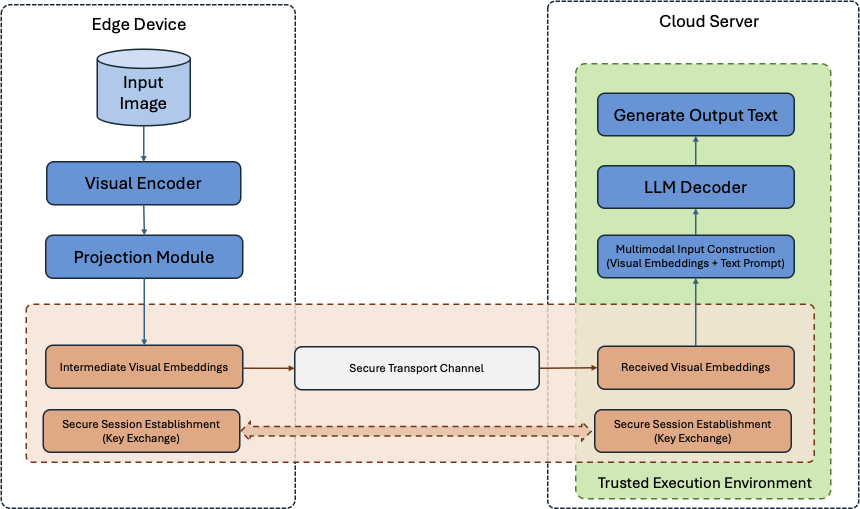 Edge Device
Input
Image
Visual Encoder
Projection Module
Intermediate Visual Embeddings
Secure Session Establishment
(Key Exchange)
Secure Transport Channel
Cloud Server
Generate Output Text
LLM Decoder
Multimodal Input Construction
(Visual Embeddings + Text Prompt)
Received Visual Embeddings
Secure Session Establishment
(Key Exchange)
Trusted Execution Environment